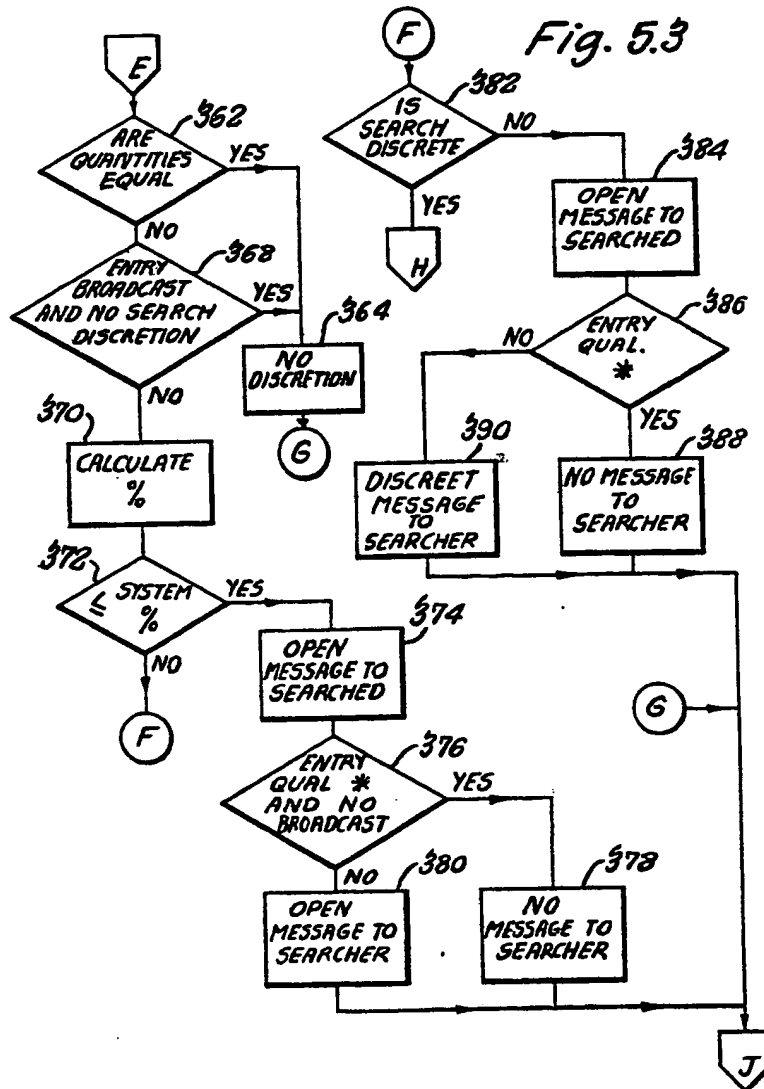 Fig. 5.3
E
362
ARE
QUANTITIES
EQUAL
YES
NO
368
ENTRY
BROADCAST
AND NO SEARCH
DISCRETION
YES
NO
364
NO
DISCRETION
G
370
CALCULATE
%
372
≤ SYSTEM
%
YES
NO
F
374
OPEN
MESSAGE TO
SEARCHED
376
ENTRY
QUAL *
AND NO
BROADCAST
YES
NO
380
OPEN
MESSAGE TO
SEARCHER
378
NO
MESSAGE TO
SEARCHER
F
382
IS
SEARCH
DISCRETE
NO
YES
H
384
OPEN
MESSAGE TO
SEARCHED
386
ENTRY
QUAL.
*
NO
YES
390
DISCREET
MESSAGE
TO
SEARCHER
388
NO MESSAGE
TO
SEARCHER
G
J